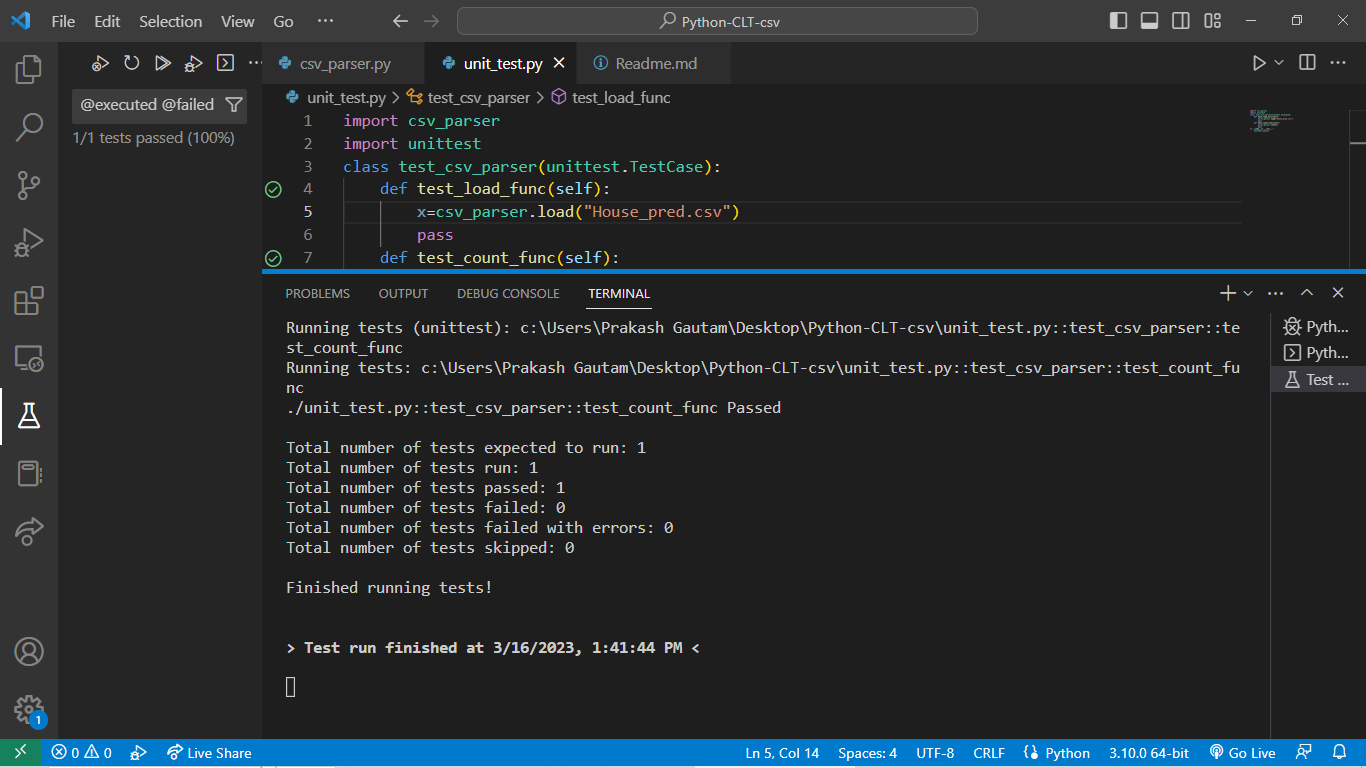 File Edit Selection View Go ··· Python-CLT-csv
@executed @failed
1/1 tests passed (100%)
csv_parser.py unit_test.py Readme.md
unit_test.py > test_csv_parser > test_load_func
1 import csv_parser
2 import unittest
3 class test_csv_parser(unittest.TestCase):
4 def test_load_func(self):
5 x=csv_parser.load("House_pred.csv")
6 pass
7 def test_count_func(self):
PROBLEMS OUTPUT DEBUG CONSOLE TERMINAL
Running tests (unittest): c:\Users\Prakash Gautam\Desktop\Python-CLT-csv\unit_test.py::test_csv_parser::te
st_count_func
Running tests: c:\Users\Prakash Gautam\Desktop\Python-CLT-csv\unit_test.py::test_csv_parser::test_count_fu
nc
./unit_test.py::test_csv_parser::test_count_func Passed
Total number of tests expected to run: 1
Total number of tests run: 1
Total number of tests passed: 1
Total number of tests failed: 0
Total number of tests failed with errors: 0
Total number of tests skipped: 0
Finished running tests!
> Test run finished at 3/16/2023, 1:41:44 PM <
Pyth...
Pyth...
Test ...
1
0 0 Live Share Ln 5, Col 14 Spaces: 4 UTF-8 CRLF Python 3.10.0 64-bit Go Live